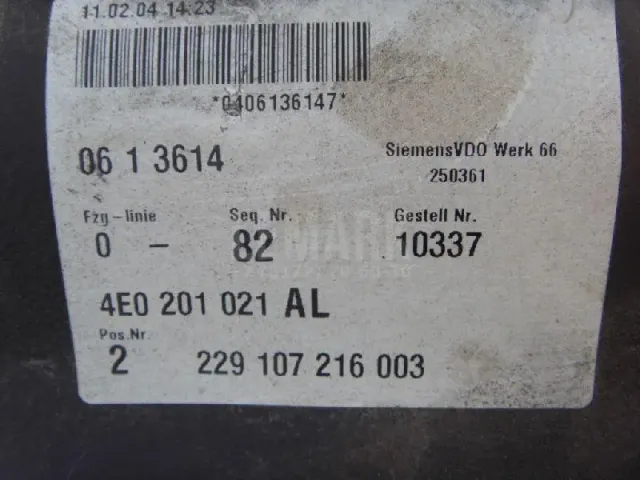 11.02.04 14:23
*0406136147*
06 1 3614
SiemensVDO Werk 66
250361
Fzg-linie Seq. Nr. Gestell Nr.
0 - 82 10337
4E0 201 021 AL
Pos.Nr.
2 229 107 216 003